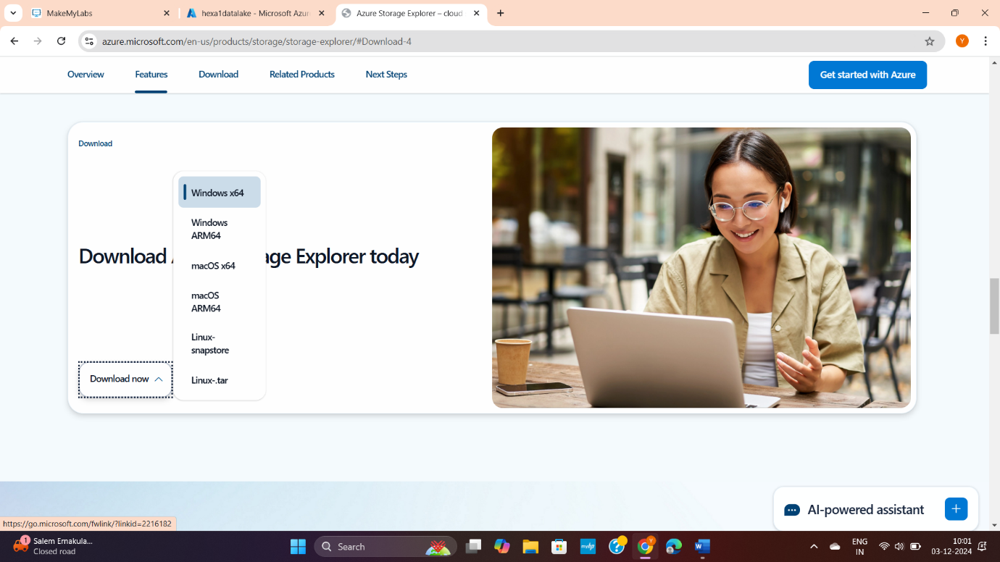 MakeMyLabs
hexa1datalake - Microsoft Azur
Azure Storage Explorer – cloud
azure.microsoft.com/en-us/products/storage/storage-explorer/#Download-4
Y
Overview
Features
Download
Related Products
Next Steps
Get started with Azure
Download
Windows x64
Windows
ARM64
Download A
age Explorer today
macOS x64
macOS
ARM64
Linux-
snapstore
Download now
Linux-.tar
AI-powered assistant
https://go.microsoft.com/fwlink/?linkid=2216182
1
Salem Ernakula...
Closed road
Search
myhp
Y
W
ENG
IN
10:01
03-12-2024